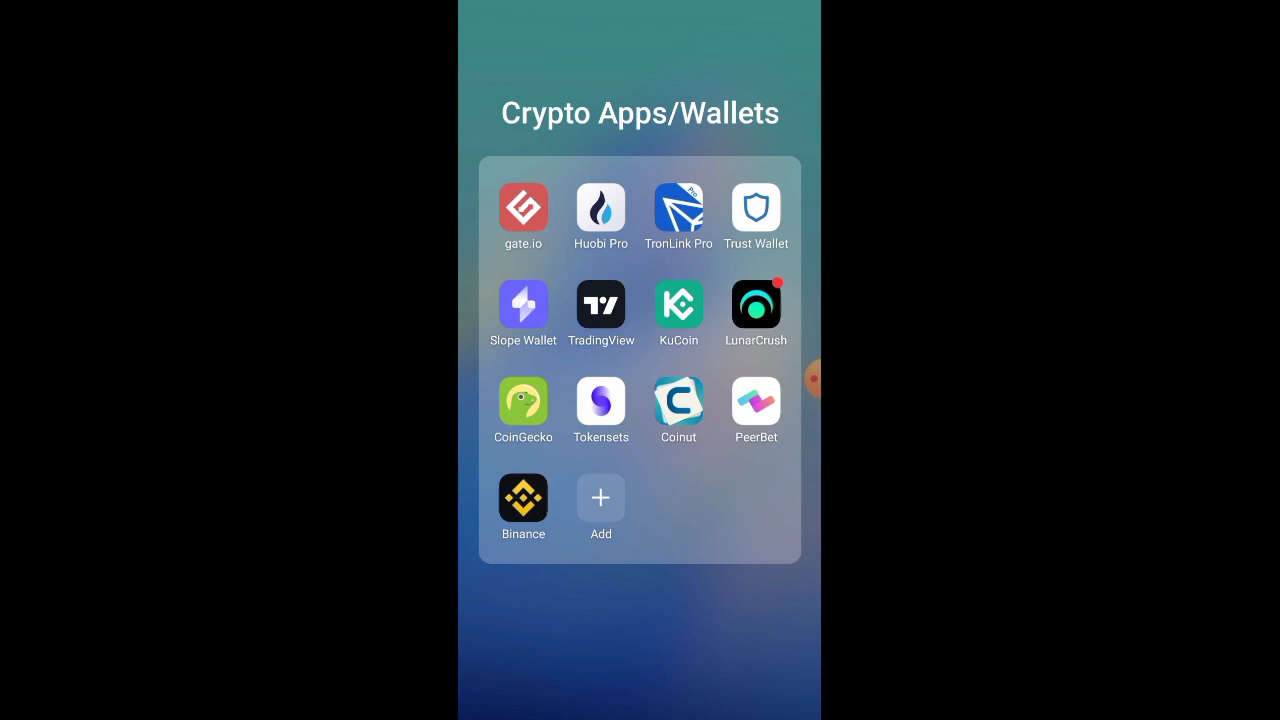 Crypto Apps/Wallets
Pro
gate.io Huobi Pro TronLink Pro Trust Wallet
Slope Wallet TradingView KuCoin LunarCrush
CoinGecko Tokensets Coinut PeerBet
Binance Add